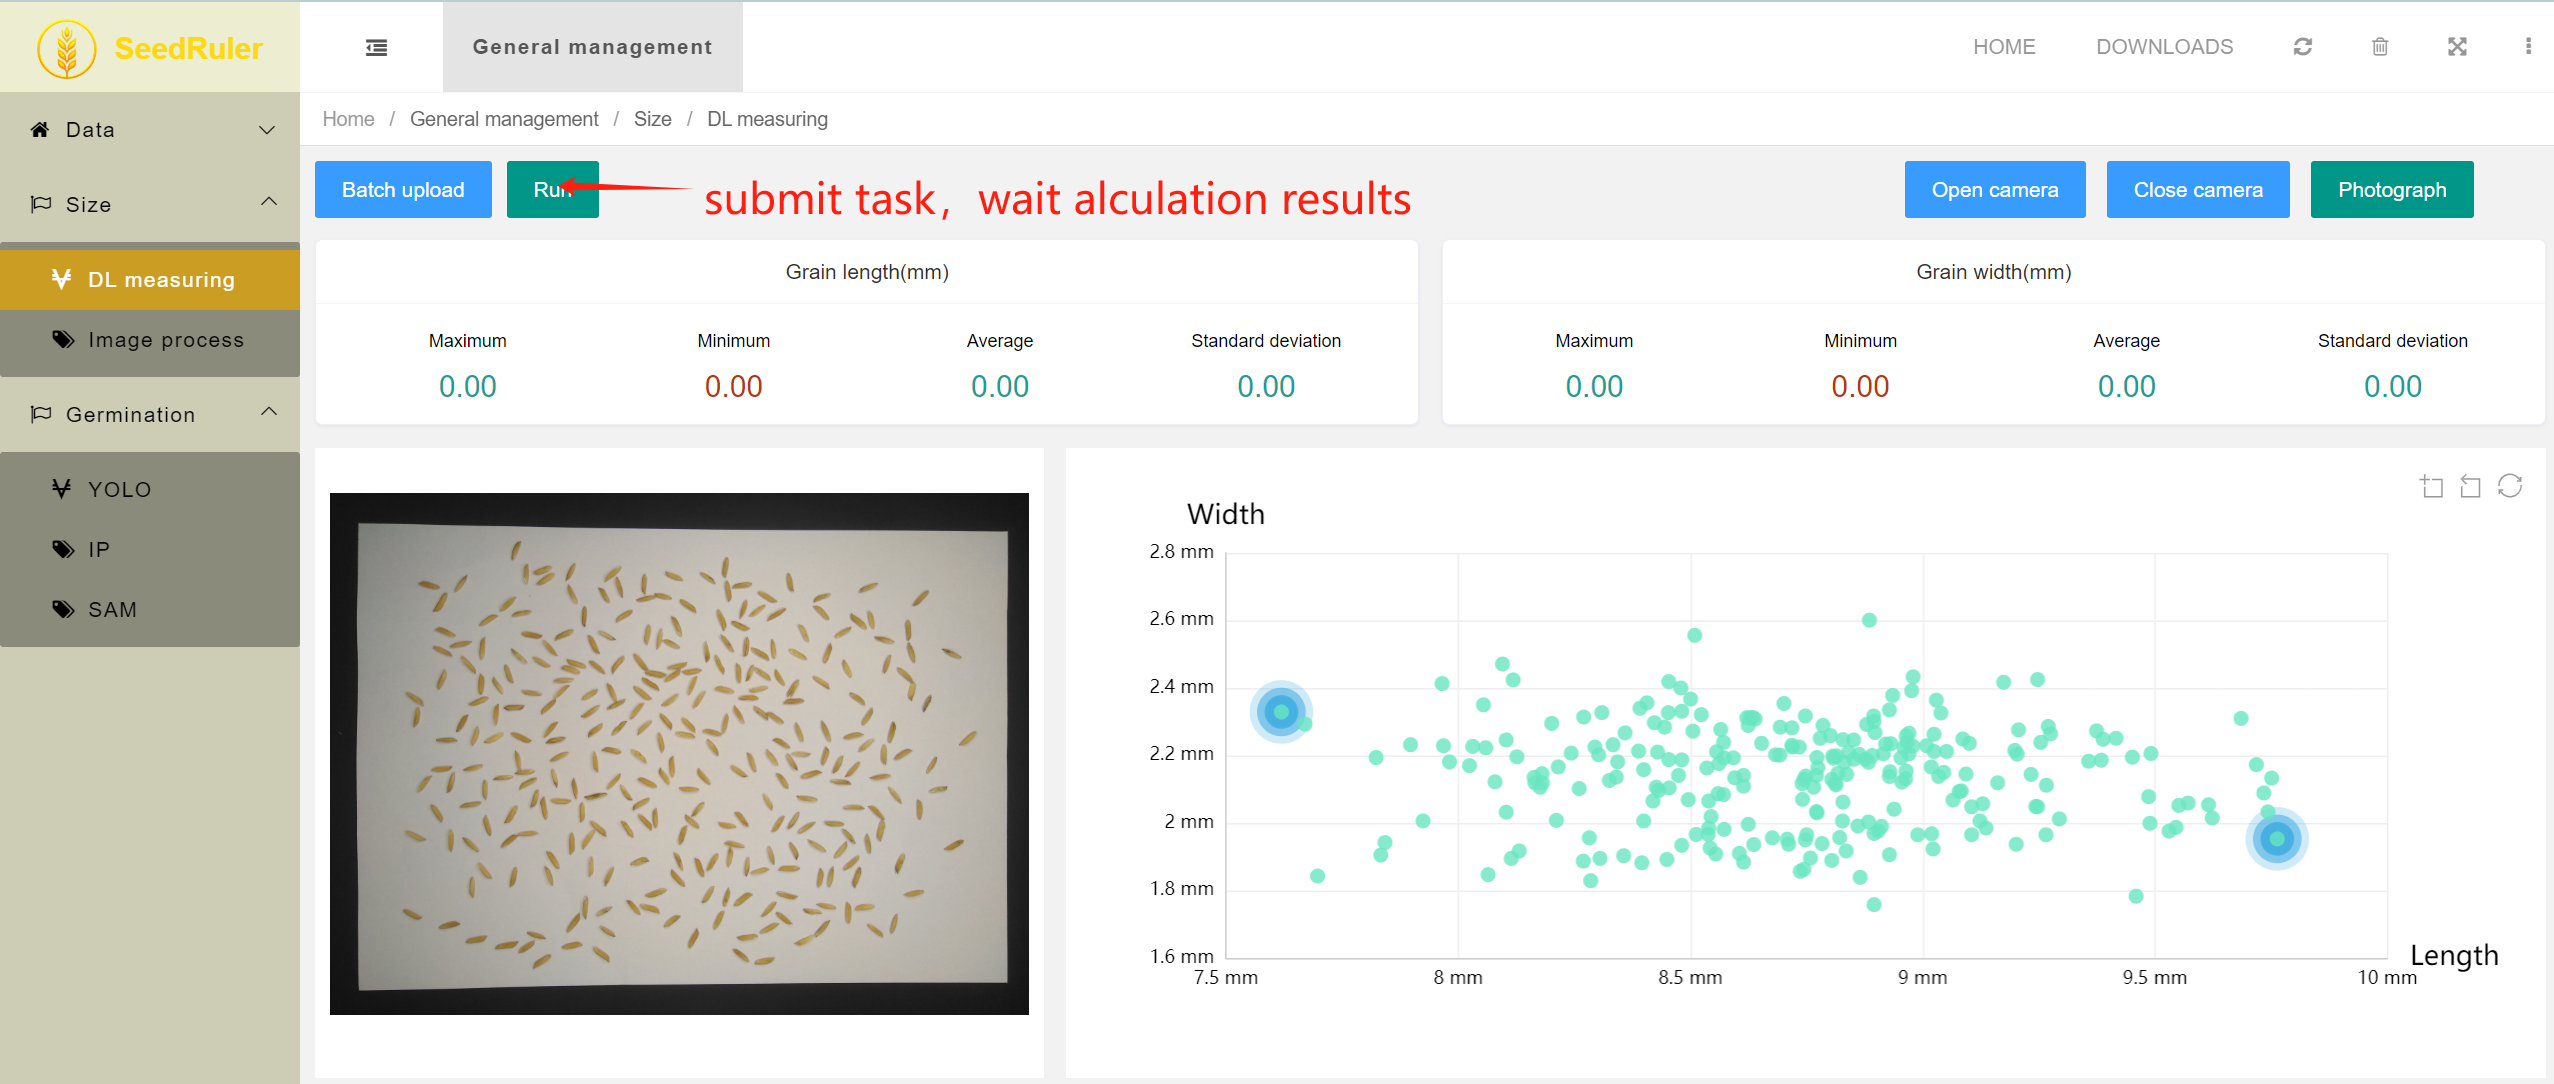 SeedRuler
General management
HOME
DOWNLOADS
Home / General management / Size / DL measuring
Data
Size
DL measuring
Image process
Germination
YOLO
IP
SAM
Batch upload
Run
submit task，wait alculation results
Open camera
Close camera
Photograph
Grain length(mm)
Maximum Minimum Average Standard deviation
0.00 0.00 0.00 0.00
Grain width(mm)
Maximum Minimum Average Standard deviation
0.00 0.00 0.00 0.00
Width
2.8 mm
2.6 mm
2.4 mm
2.2 mm
2 mm
1.8 mm
1.6 mm
7.5 mm 8 mm 8.5 mm 9 mm 9.5 mm 10 mm
Length